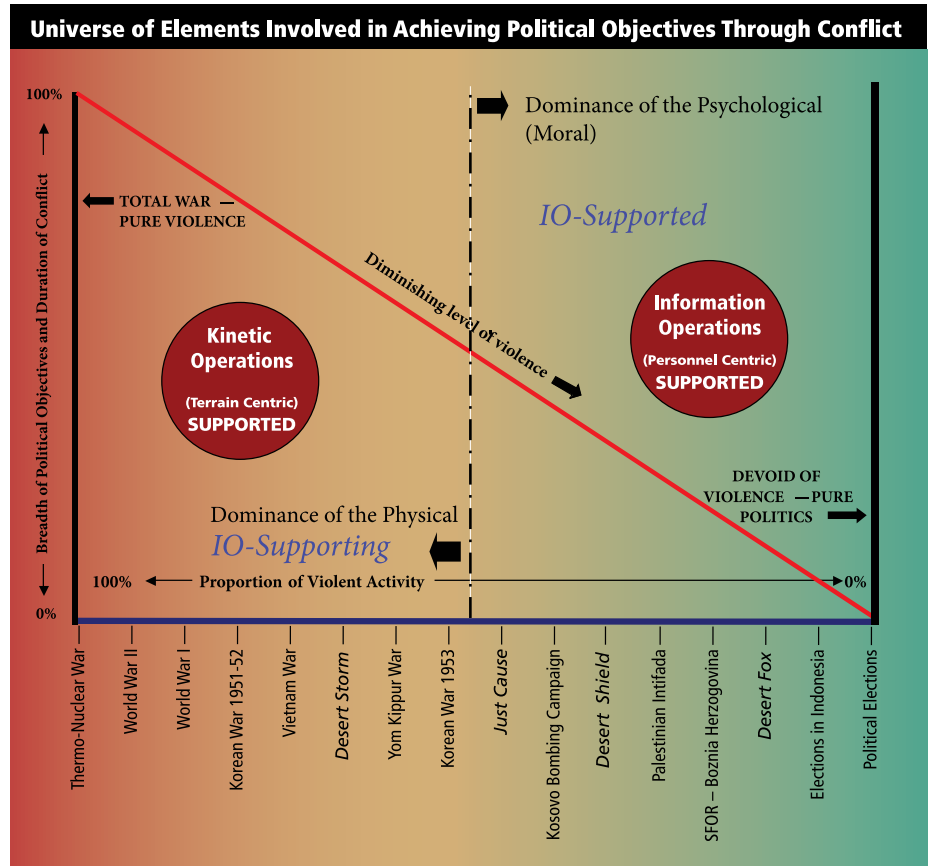 Universe of Elements Involved in Achieving Political Objectives Through Conflict
100%
Breadth of Political Objectives and Duration of Conflict
0%
Dominance of the Psychological
(Moral)
TOTAL WAR —
PURE VIOLENCE
IO-Supported
Diminishing level of violence
Kinetic
Operations
(Terrain Centric)
SUPPORTED
Information
Operations
(Personnel Centric)
SUPPORTED
DEVOID OF
VIOLENCE —PURE
POLITICS
Dominance of the Physical
IO-Supporting
100%
Proportion of Violent Activity
0%
Thermo-Nuclear War
World War II
World War I
Korean War 1951-52
Vietnam War
Desert Storm
Yom Kippur War
Korean War 1953
Just Cause
Kosovo Bombing Campaign
Desert Shield
Palestinian Intifada
SFOR – Boznia Herzogovina
Desert Fox
Elections in Indonesia
Political Elections